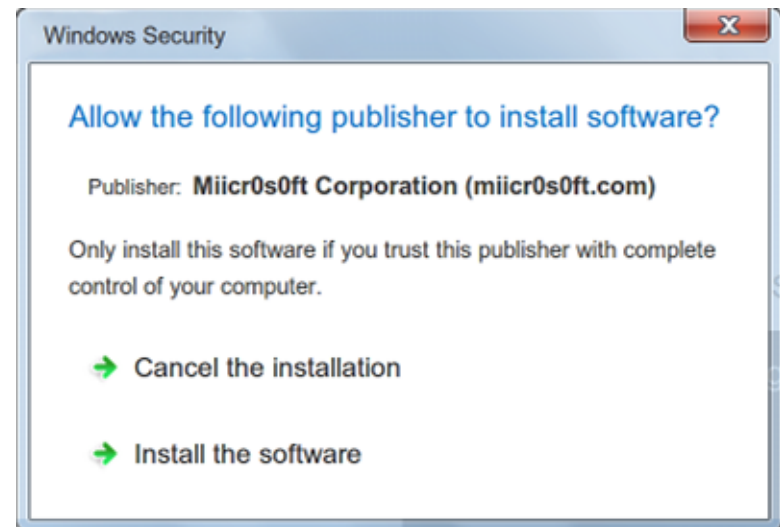 Windows Security
Allow the following publisher to install software?
Publisher: Miicr0s0ft Corporation (miicr0s0ft.com)
Only install this software if you trust this publisher with complete
control of your computer.
Cancel the installation
Install the software